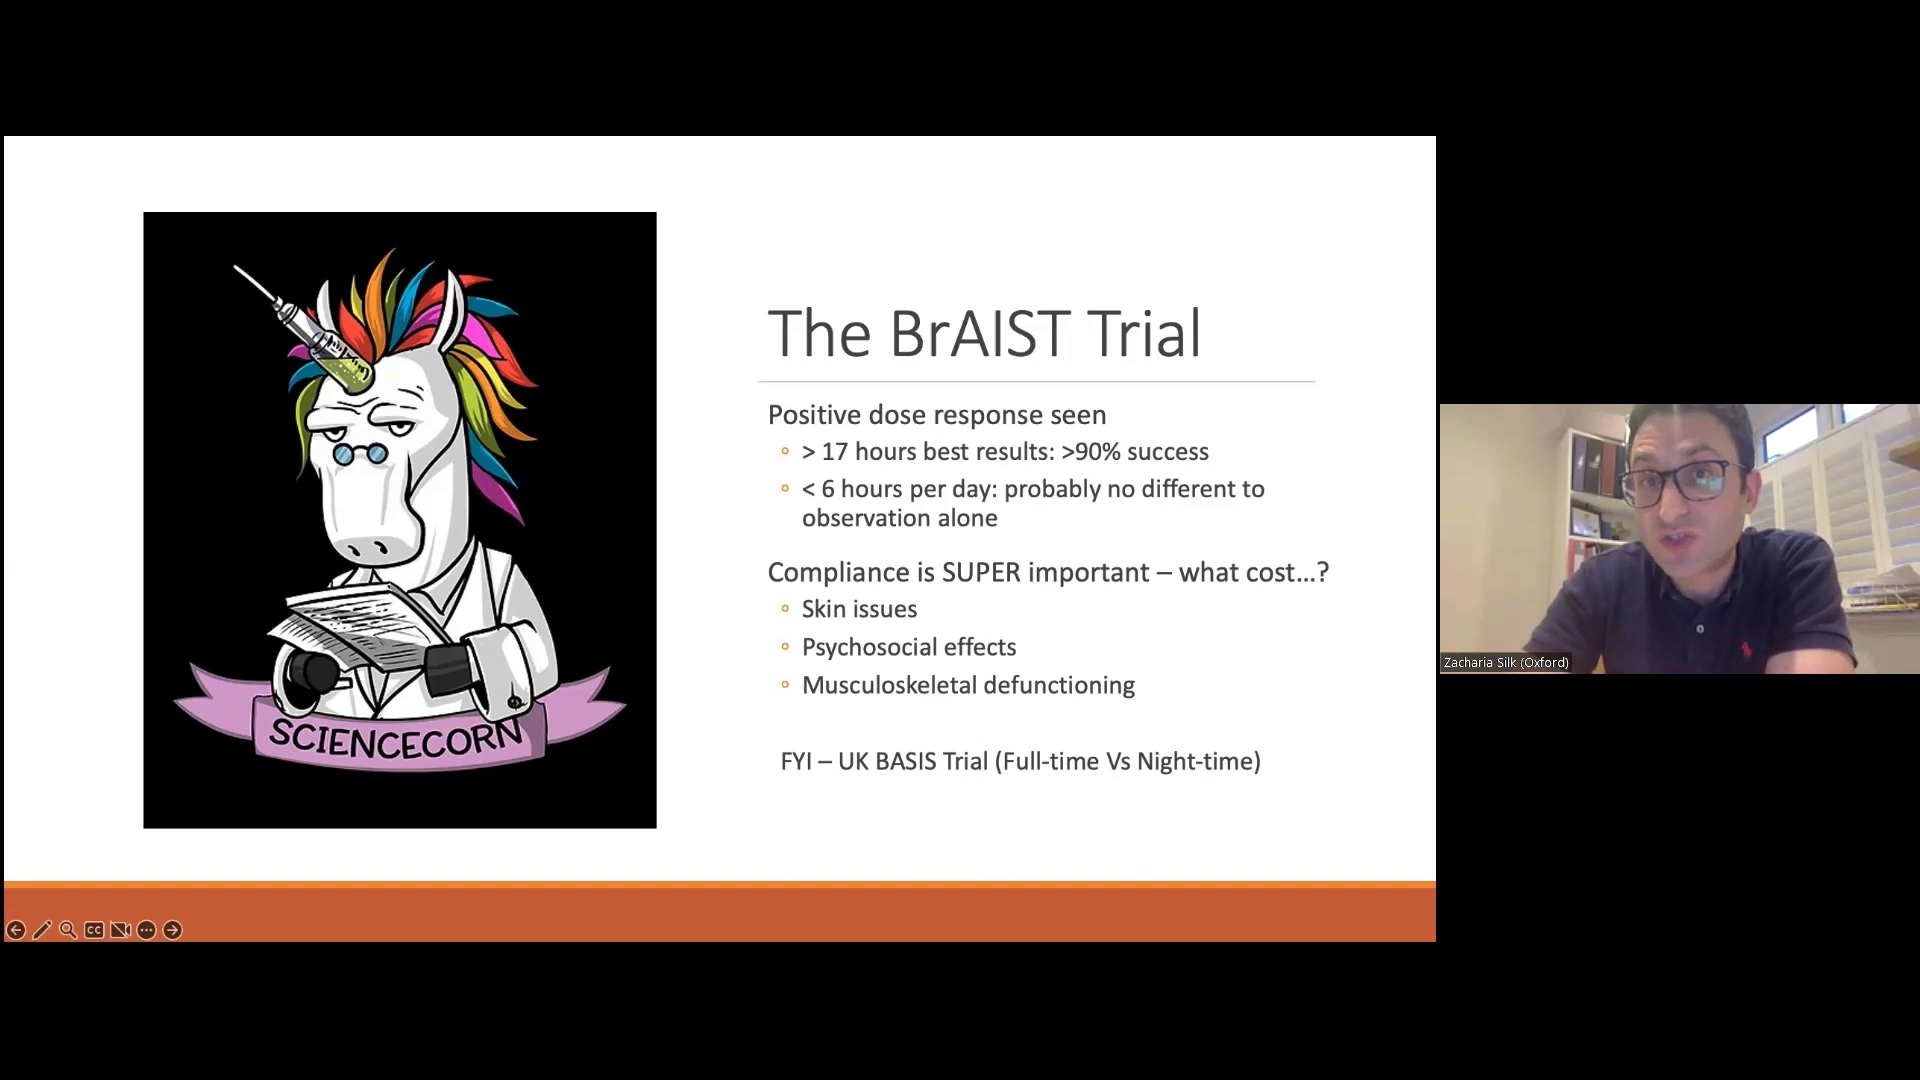 The BrAIST Trial
Positive dose response seen
> 17 hours best results: >90% success
< 6 hours per day: probably no different to
observation alone
Compliance is SUPER important – what cost…?
Skin issues
Psychosocial effects
Musculoskeletal defunctioning
FYI – UK BASIS Trial (Full-time Vs Night-time)
SCIENCECORN
Zacharia Silk (Oxford)
CC